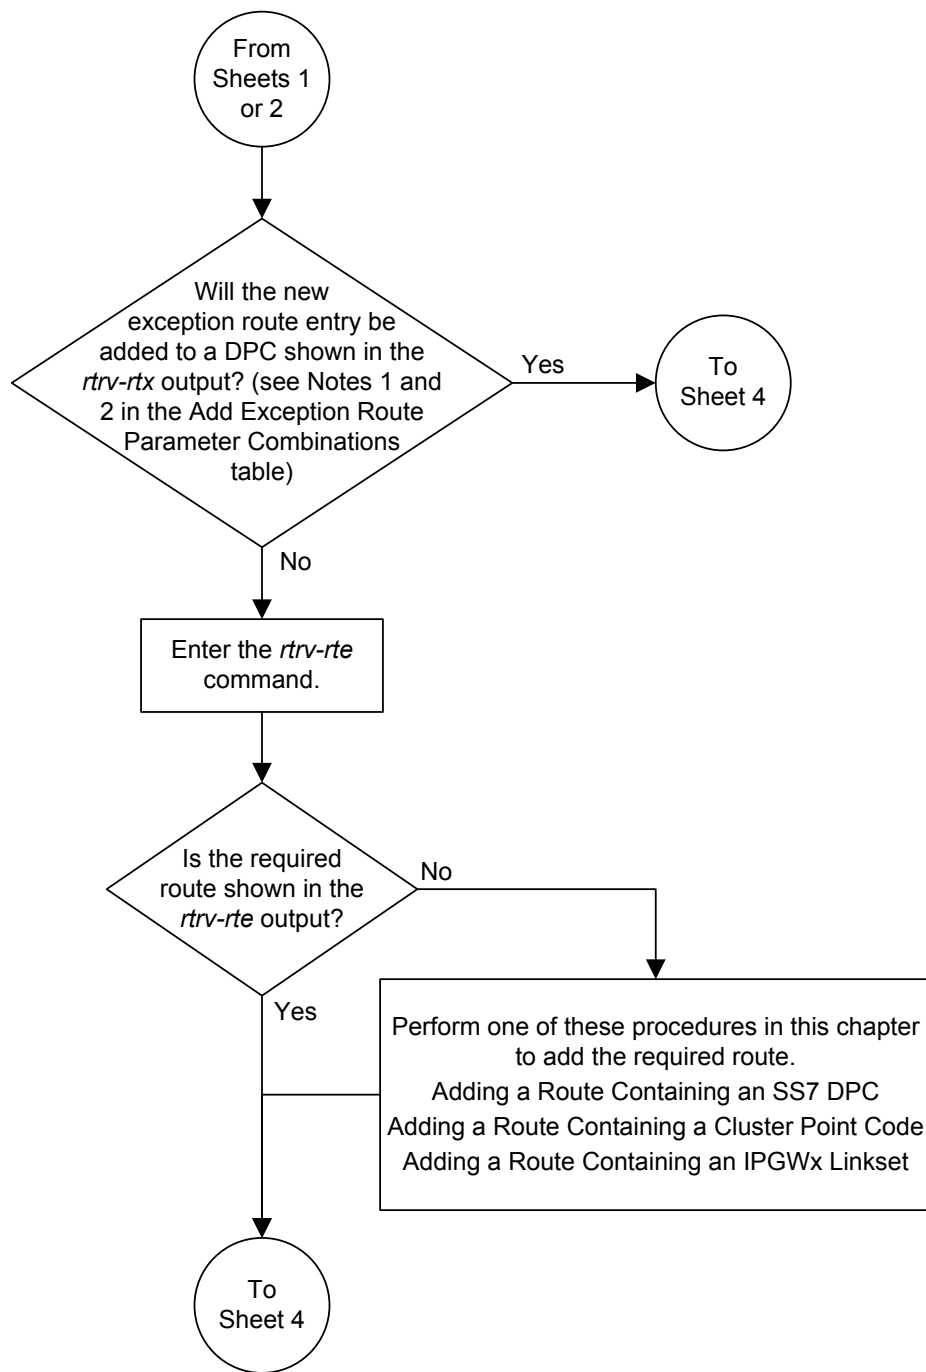 From
Sheets 1
or 2
Will the new
exception route entry be
added to a DPC shown in the
rtrv-rtx output? (see Notes 1 and
2 in the Add Exception Route
Parameter Combinations
table)
Yes
To
Sheet 4
No
Enter the rtrv-rte
command.
Is the required
route shown in the
rtrv-rte output?
No
Yes
Perform one of these procedures in this chapter
to add the required route.
Adding a Route Containing an SS7 DPC
Adding a Route Containing a Cluster Point Code
Adding a Route Containing an IPGWx Linkset
To
Sheet 4